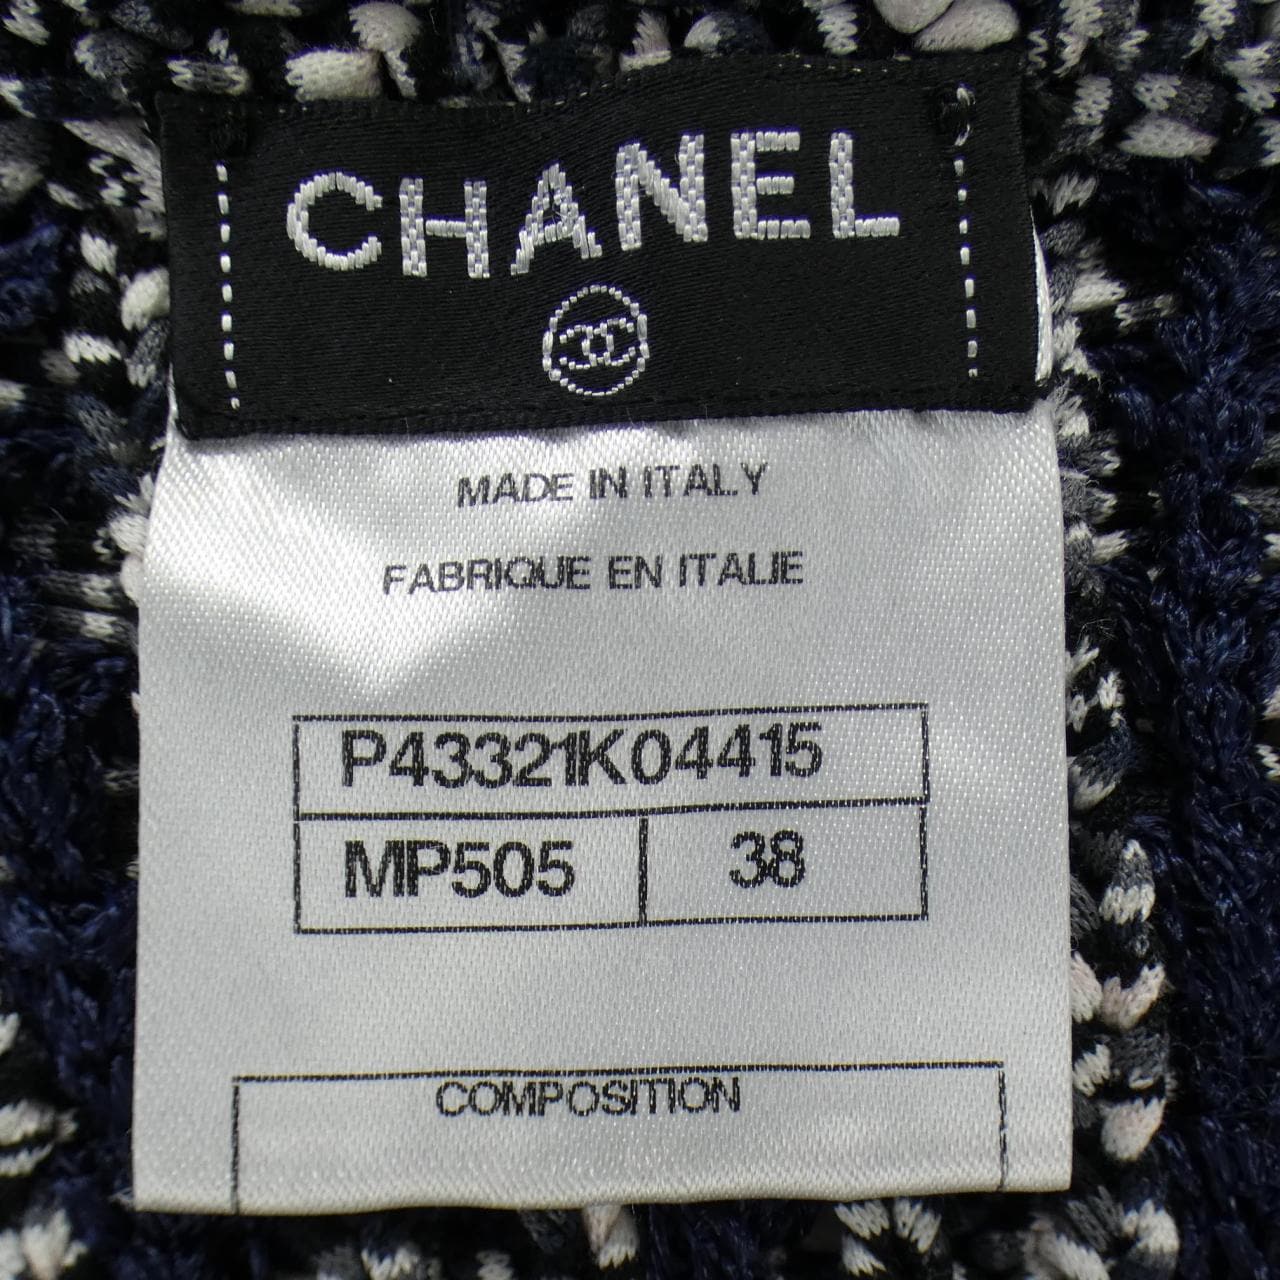 CHANEL
MADE IN ITALY
FABRIQUE EN ITALIE
P43321K04415
MP505 38
COMPOSITION